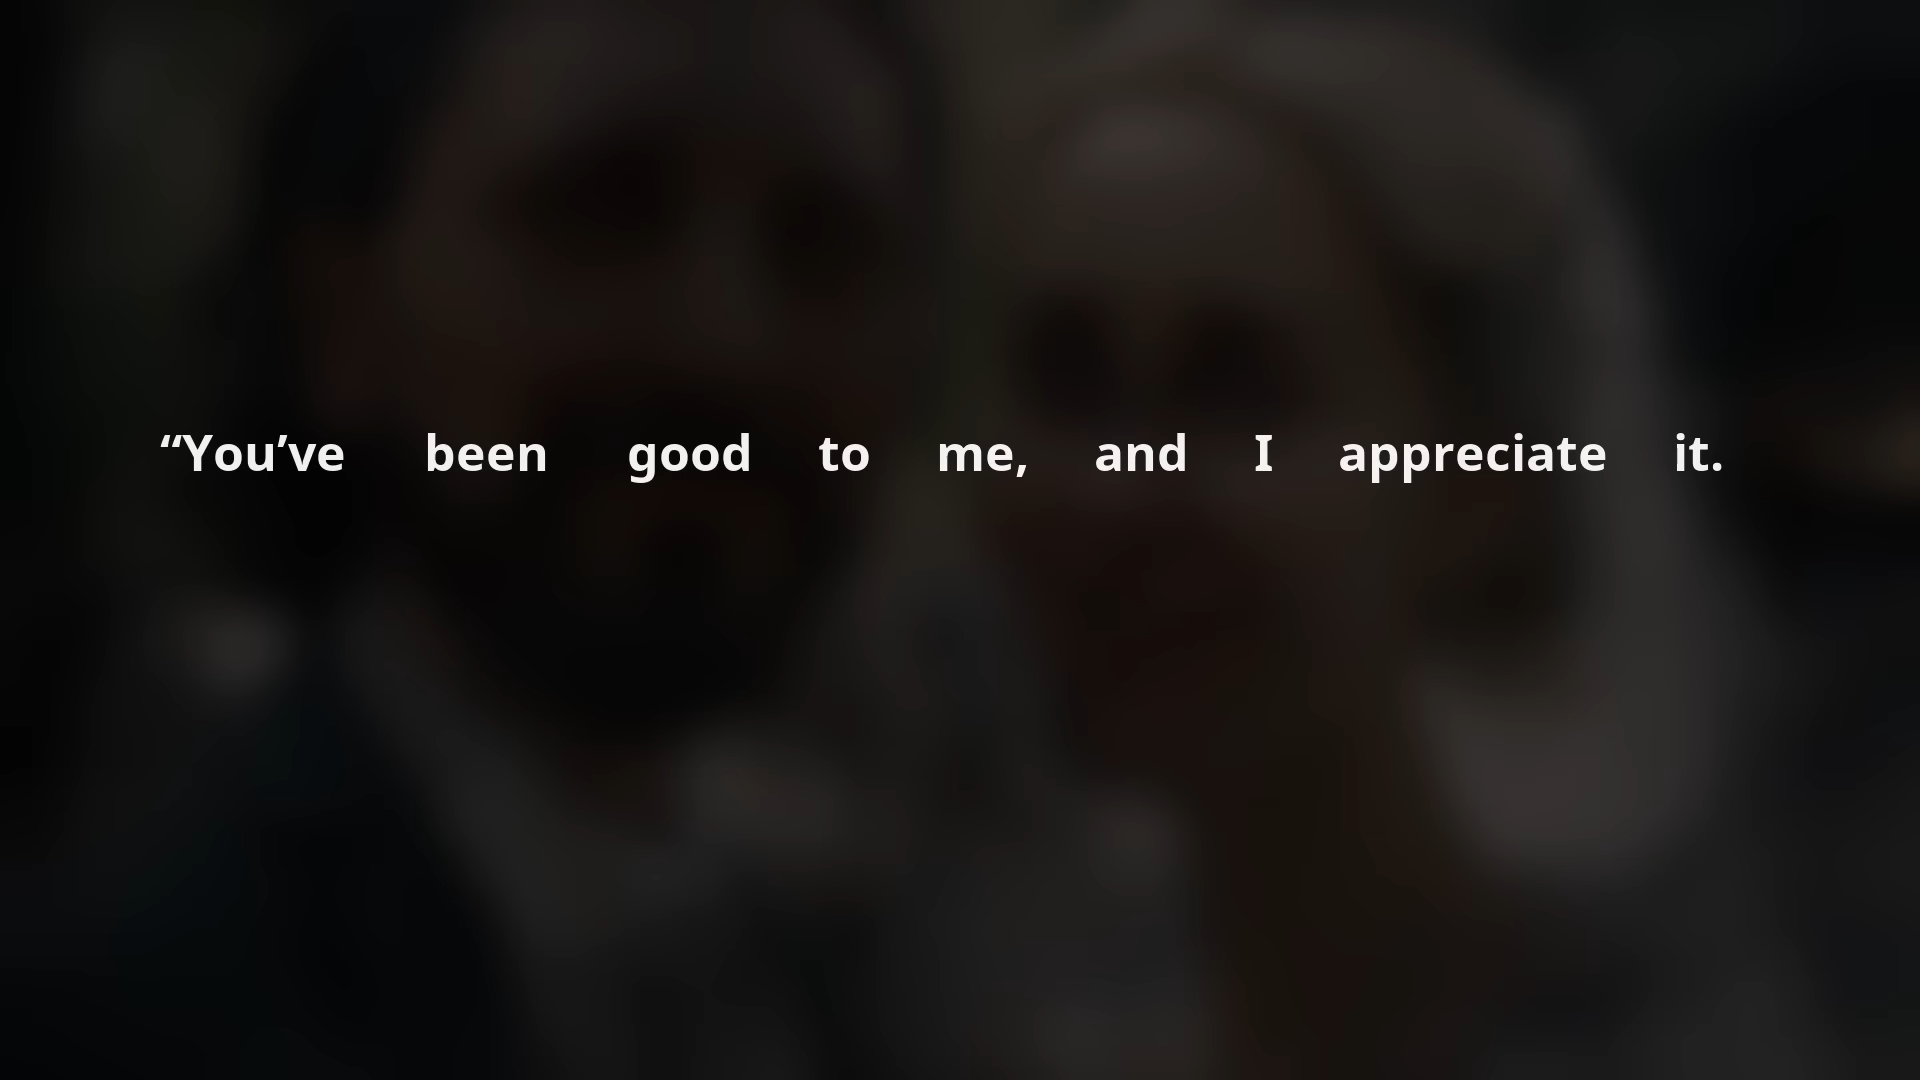 “You’ve been good to me, and I appreciate it.